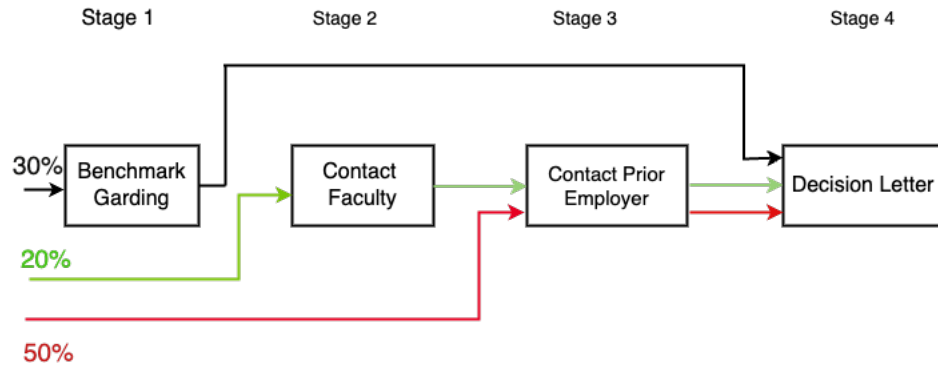 Stage 1
Stage 2
Stage 3
Stage 4
30%
Benchmark
Garding
Contact
Faculty
Contact Prior
Employer
Decision Letter
20%
50%